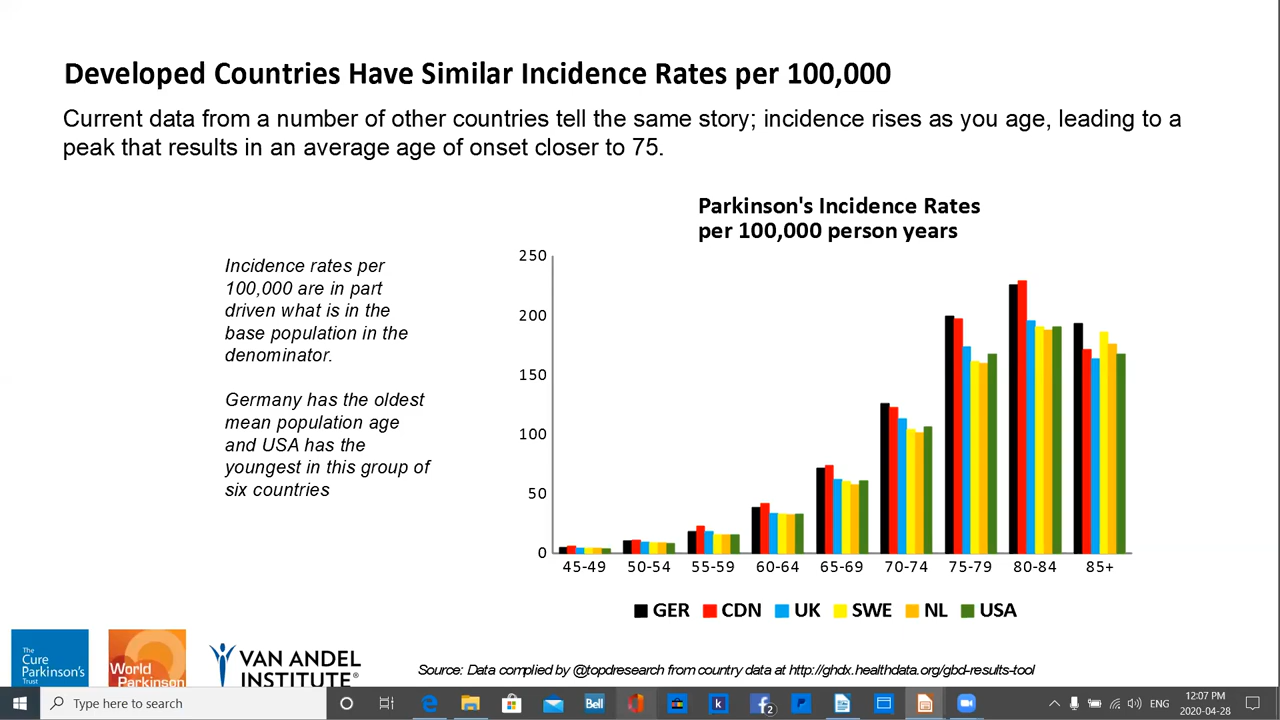 Developed Countries Have Similar Incidence Rates per 100,000
Current data from a number of other countries tell the same story; incidence rises as you age, leading to a
peak that results in an average age of onset closer to 75.
Parkinson's Incidence Rates
per 100,000 person years
Incidence rates per
100,000 are in part
driven what is in the
base population in the
denominator.
Germany has the oldest
mean population age
and USA has the
youngest in this group of
six countries
250
200
150
100
50
0
45-49 50-54 55-59 60-64 65-69 70-74 75-79 80-84 85+
GER CDN UK SWE NL USA
The
Cure
Parkinson's
Trust
World
Parkinson
VAN ANDEL
INSTITUTE®
Source: Data complied by @topdresearch from country data at http://ghdx.healthdata.org/gbd-results-tool
Type here to search
Bell
k
2
P
ENG
12:07 PM
2020-04-28